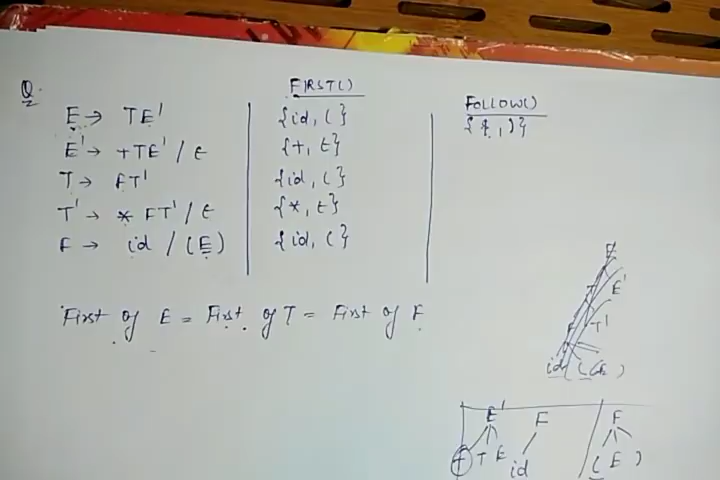 Q.
FIRST()
FOLLOW()
E → TE' {id, (} {$, )}
E' → +TE' / ε {+, ε}
T → FT' {id, (}
T' → * FT' / ε {*, ε}
F → id / (E) {id, (}
First of E = First of T = First of F
E
T E'
F T'
id ( E )
E' F F
+ T E id ( E )